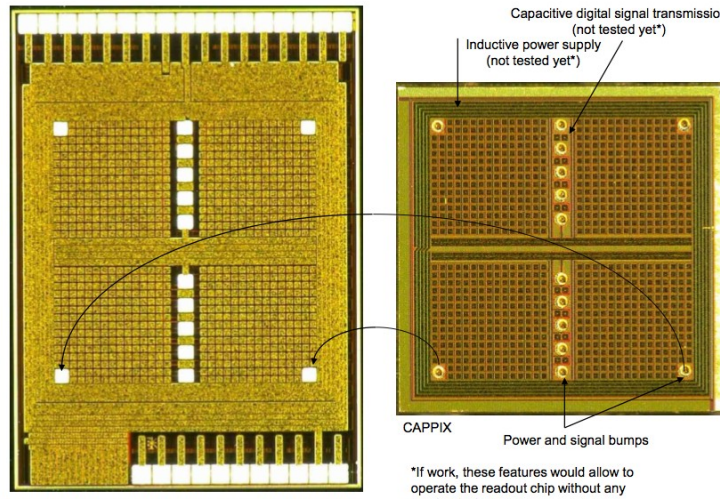 Capacitive digital signal transmissio
(not tested yet*)
Inductive power supply
(not tested yet*)
CAPPIX
Power and signal bumps
*If work, these features would allow to
operate the readout chip without any